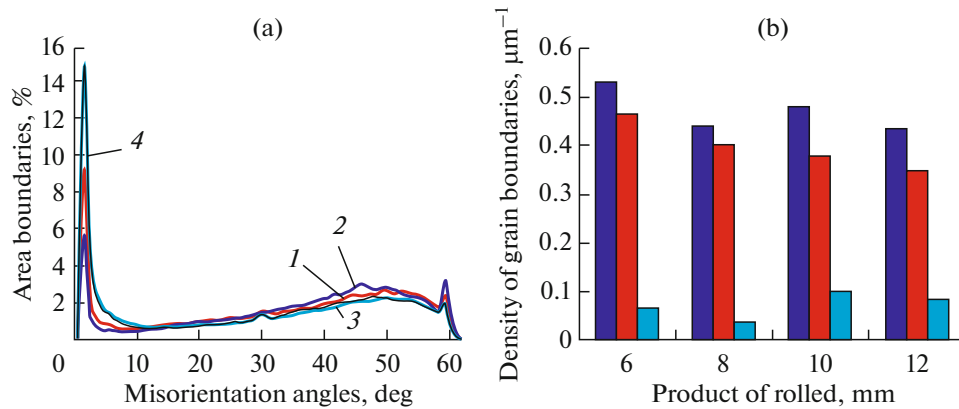 (a)
Area boundaries, %
16
14
12
10
8
6
4
2
0
4
1
2
3
10 20 30 40 50 60
Misorientation angles, deg
(b)
Density of grain boundaries, μm⁻¹
0.6
0.5
0.4
0.3
0.2
0.1
0
6 8 10 12
Product of rolled, mm